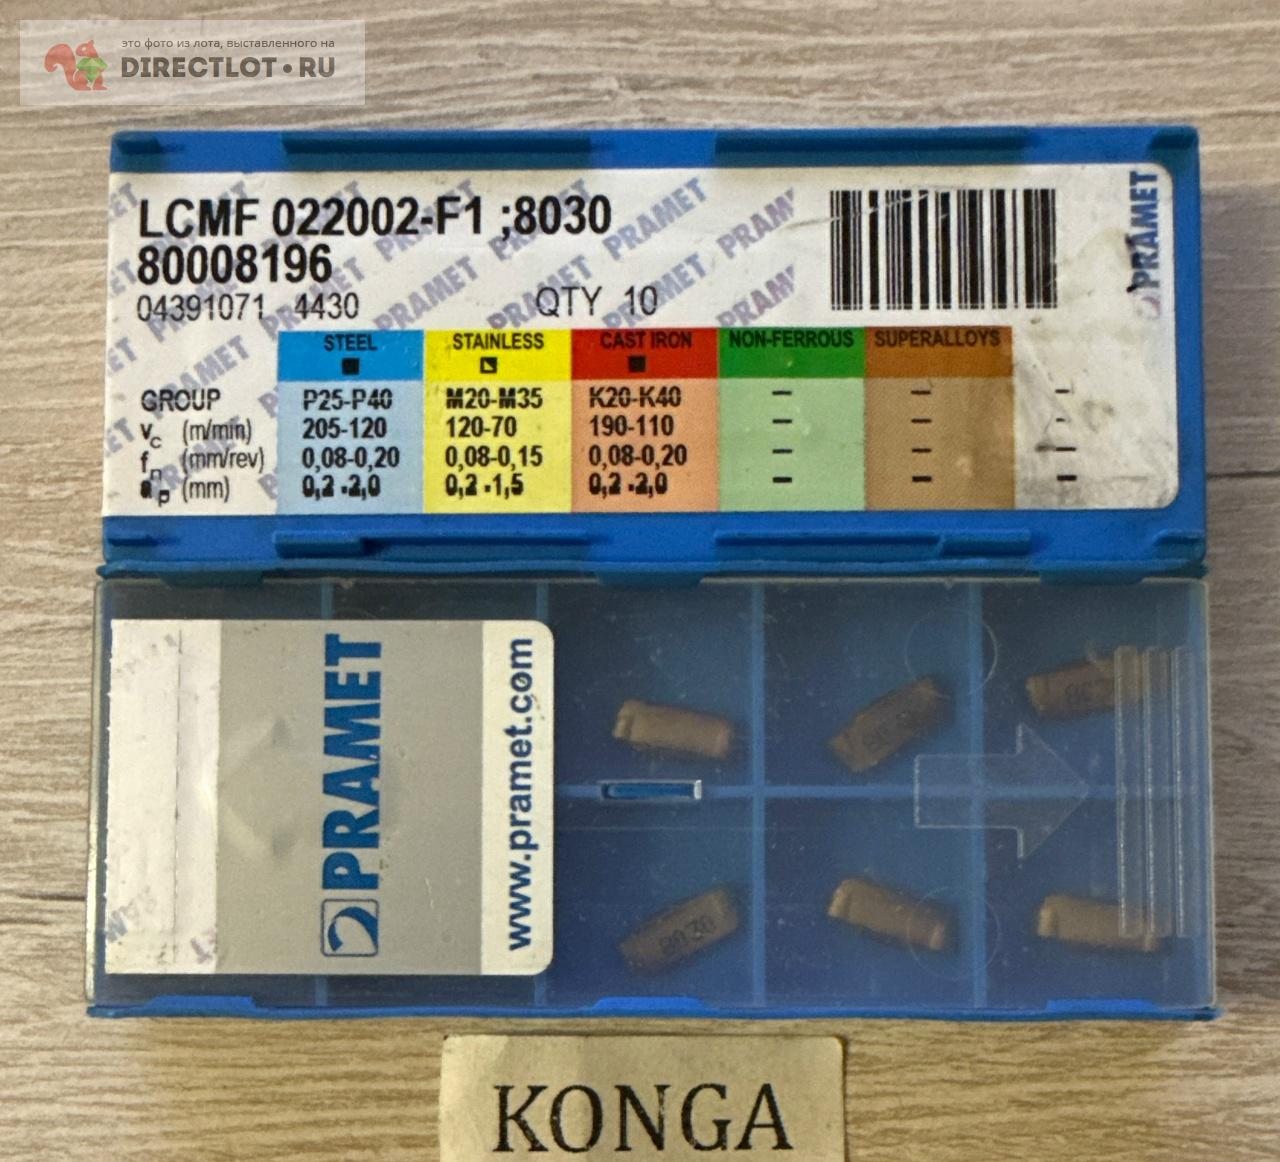 это фото из лота, выставленного на
DIRECTLOT•RU
LCMF 022002-F1 ;8030
80008196
04391071 4430 QTY 10
PRAMET
STEEL STAINLESS CAST IRON NON-FERROUS SUPERALLOYS
GROUP P25-P40 M20-M35 K20-K40 – – –
vc (m/min) 205-120 120-70 190-110 – – –
fn (mm/rev) 0,08-0,20 0,08-0,15 0,08-0,20 – – –
ap (mm) 0,2 -2,0 0,2 -1,5 0,2 -2,0 – – –
PRAMET
www.pramet.com
KONGA